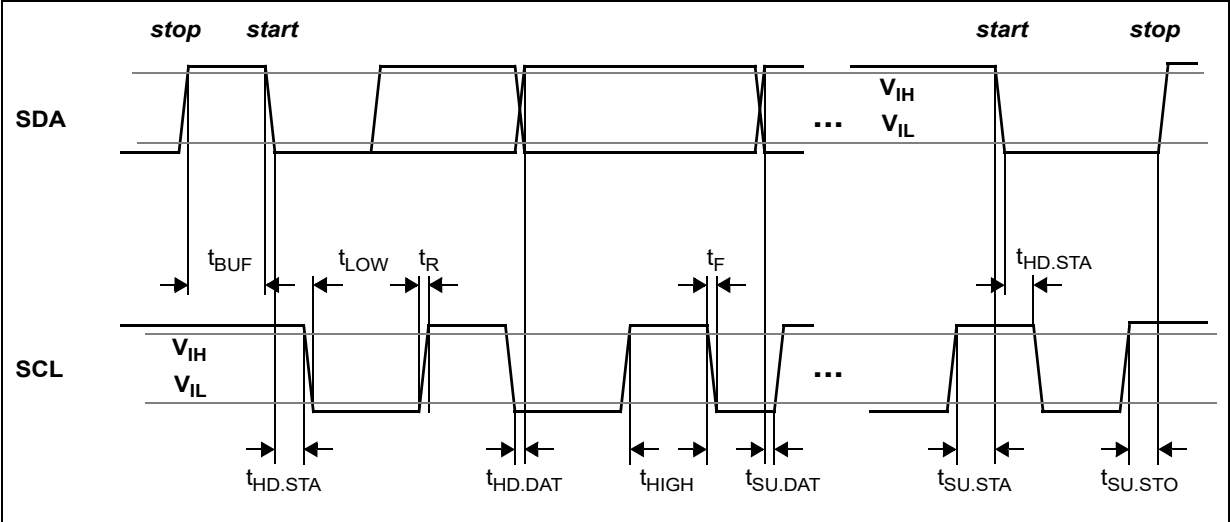 stop start start stop
SDA
VIH
VIL
...
tBUF tLOW tR tF tHD.STA
SCL
VIH
VIL
...
tHD.STA tHD.DAT tHIGH tSU.DAT tSU.STA tSU.STO